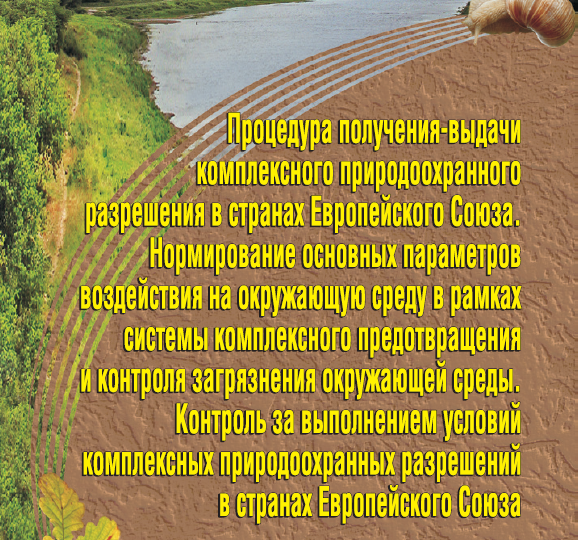 Процедура получения-выдачи
комплексного природоохранного
разрешения в странах Европейского Союза.
Нормирование основных параметров
воздействия на окружающую среду в рамках
системы комплексного предотвращения
и контроля загрязнения окружающей среды.
Контроль за выполнением условий
комплексных природоохранных разрешений
в странах Европейского Союза